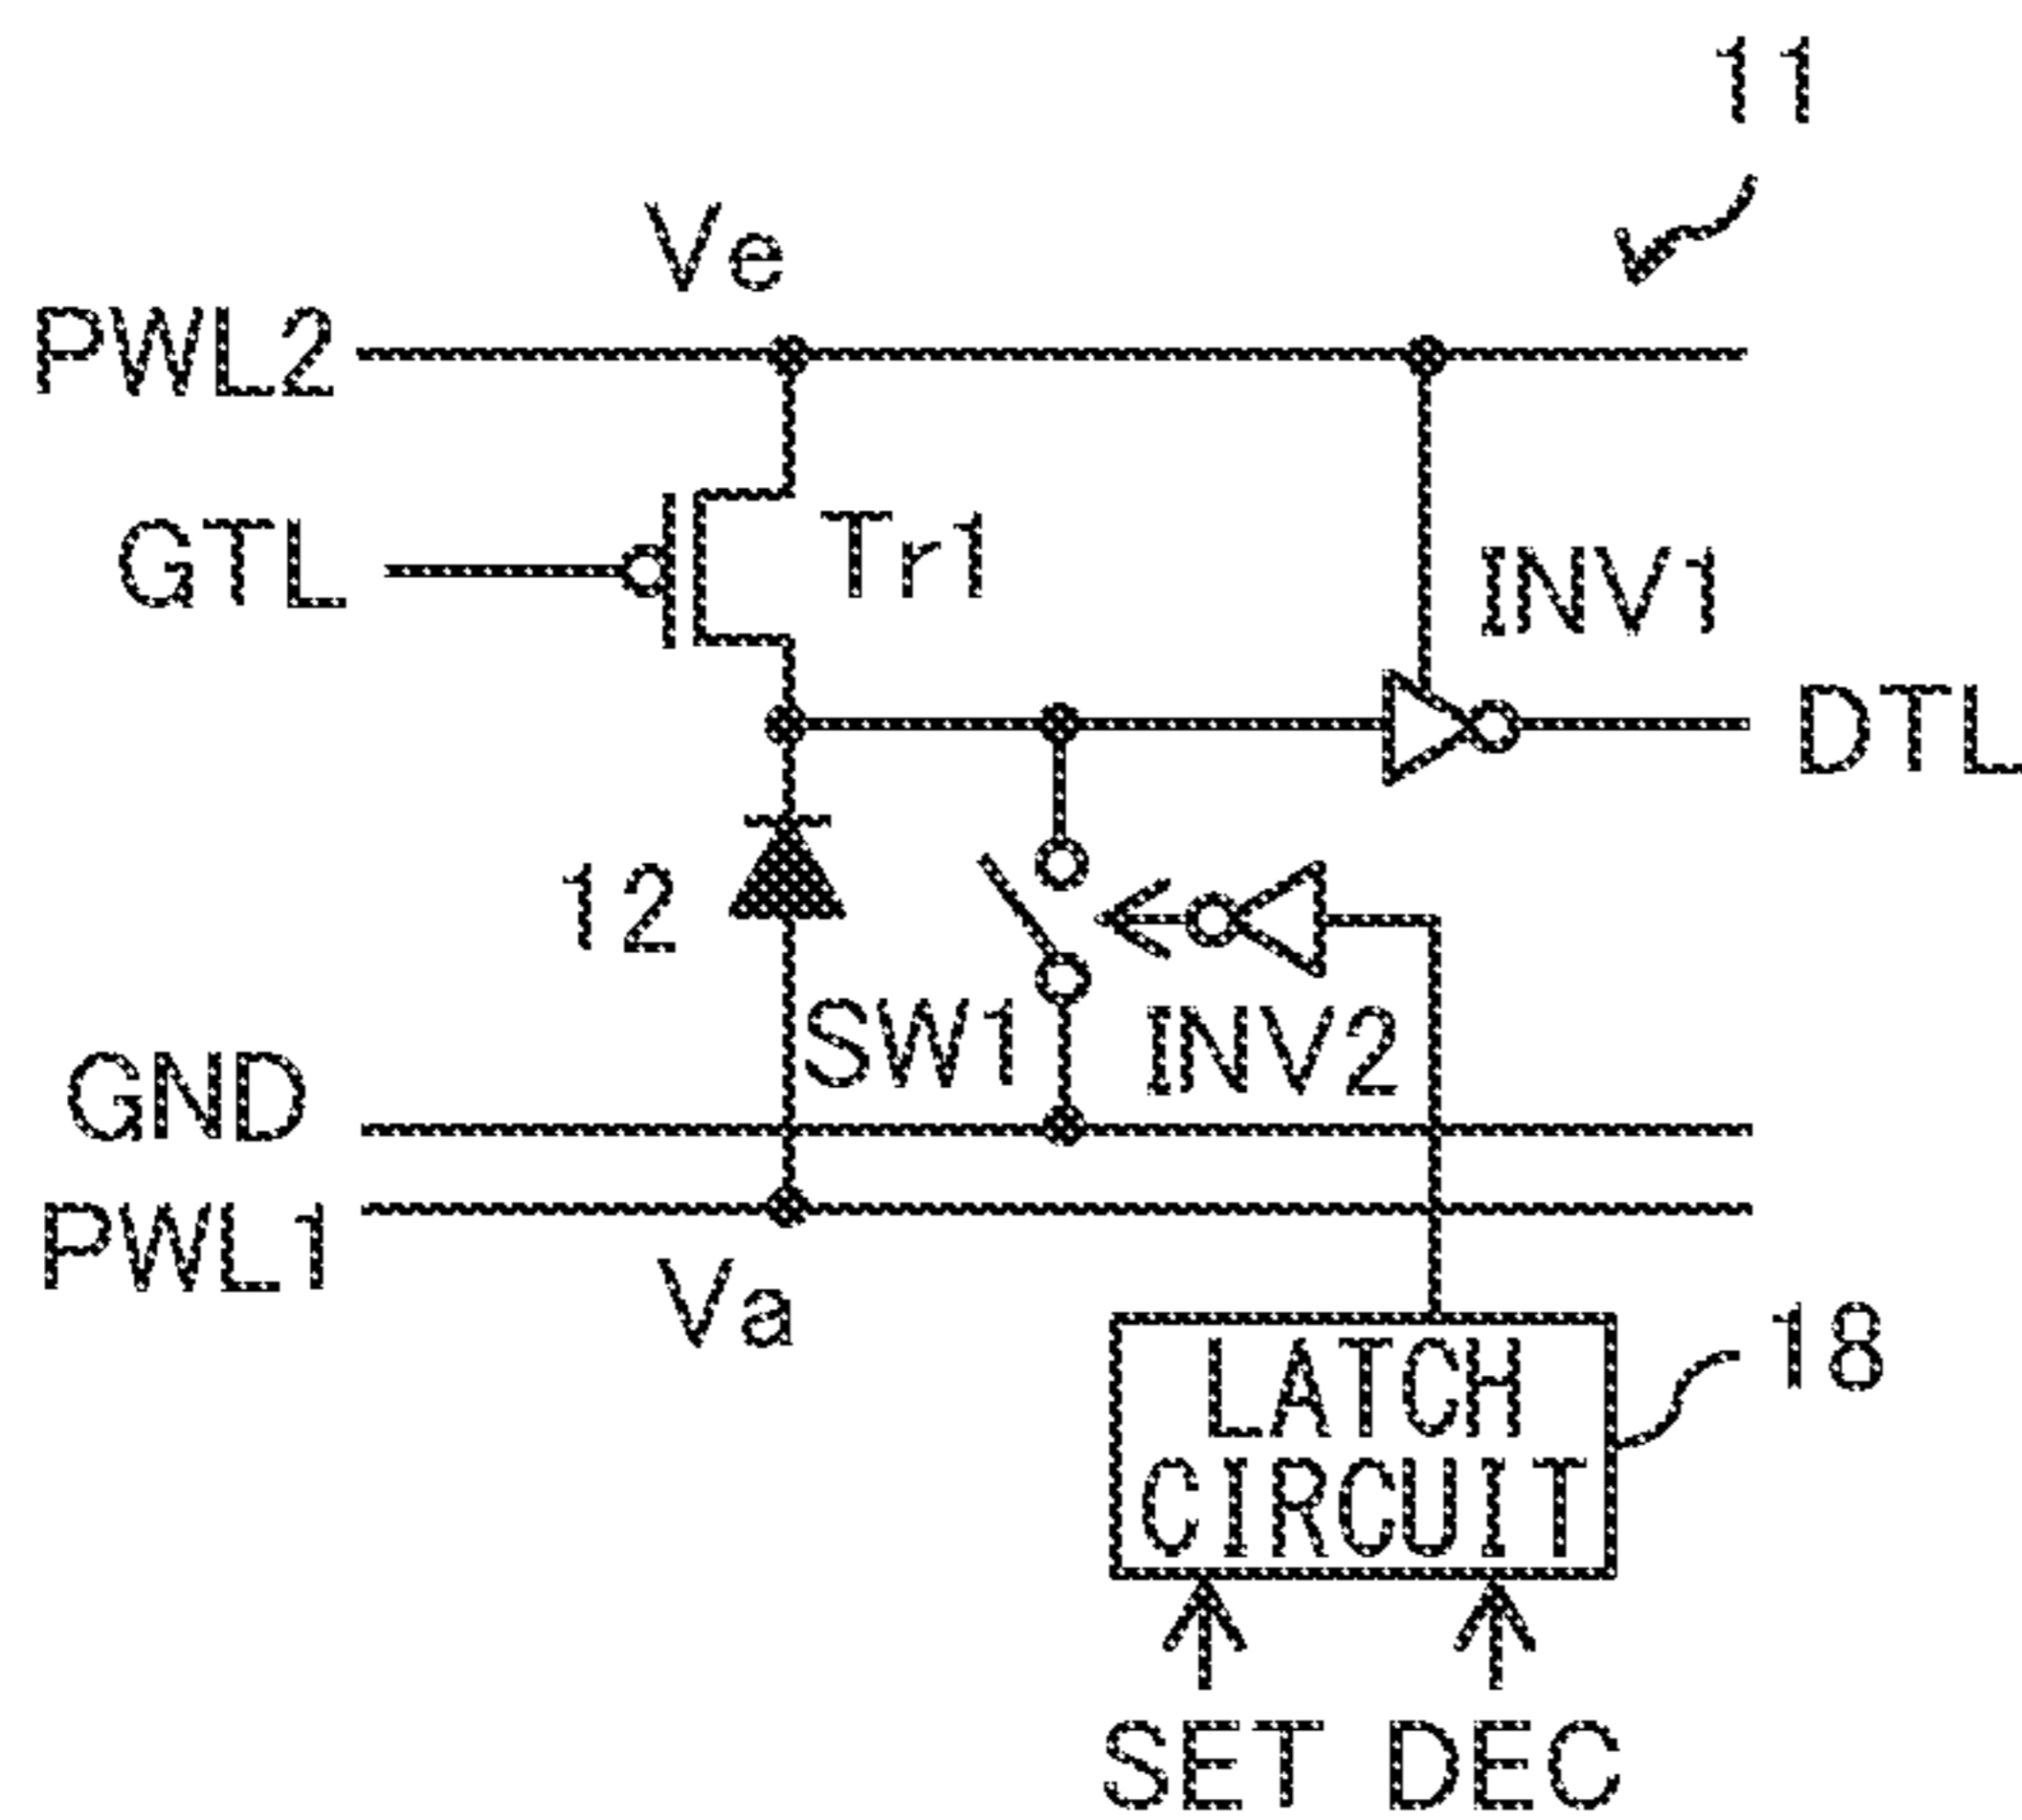 11
Ve
PWL2
GTL
Tr1
INV1
DTL
12
SW1
INV2
GND
PWL1
Va
LATCH
CIRCUIT
18
SET DEC